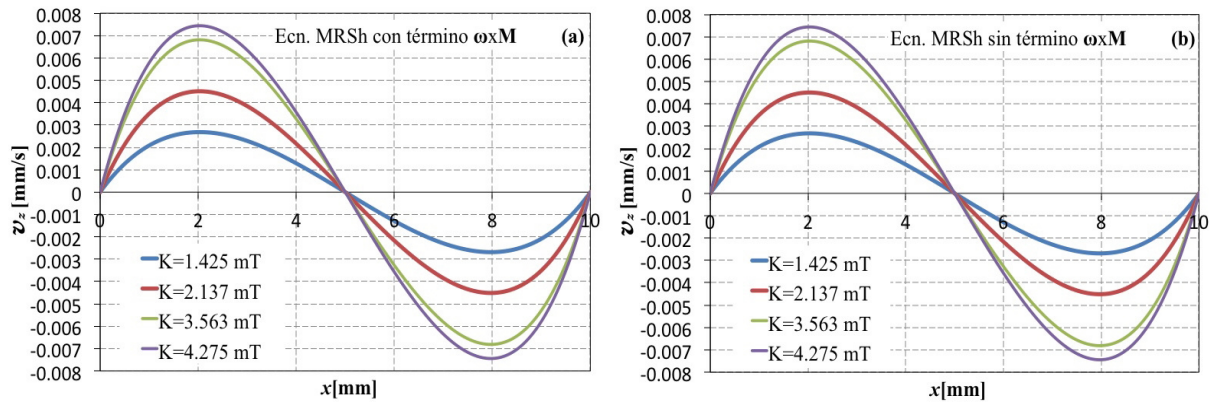 0.008
0.007
0.006
0.005
0.004
0.003
0.002
0.001
0
-0.001
-0.002
-0.003
-0.004
-0.005
-0.006
-0.007
-0.008
v_z [mm/s]
Ecn. MRSh con término ωxM (a)
0 2 4 6 8 10
K=1.425 mT
K=2.137 mT
K=3.563 mT
K=4.275 mT
x[mm]
0.008
0.007
0.006
0.005
0.004
0.003
0.002
0.001
0
-0.001
-0.002
-0.003
-0.004
-0.005
-0.006
-0.007
-0.008
v_z [mm/s]
Ecn. MRSh sin término ωxM (b)
0 2 4 6 8 10
K=1.425 mT
K=2.137 mT
K=3.563 mT
K=4.275 mT
x[mm]